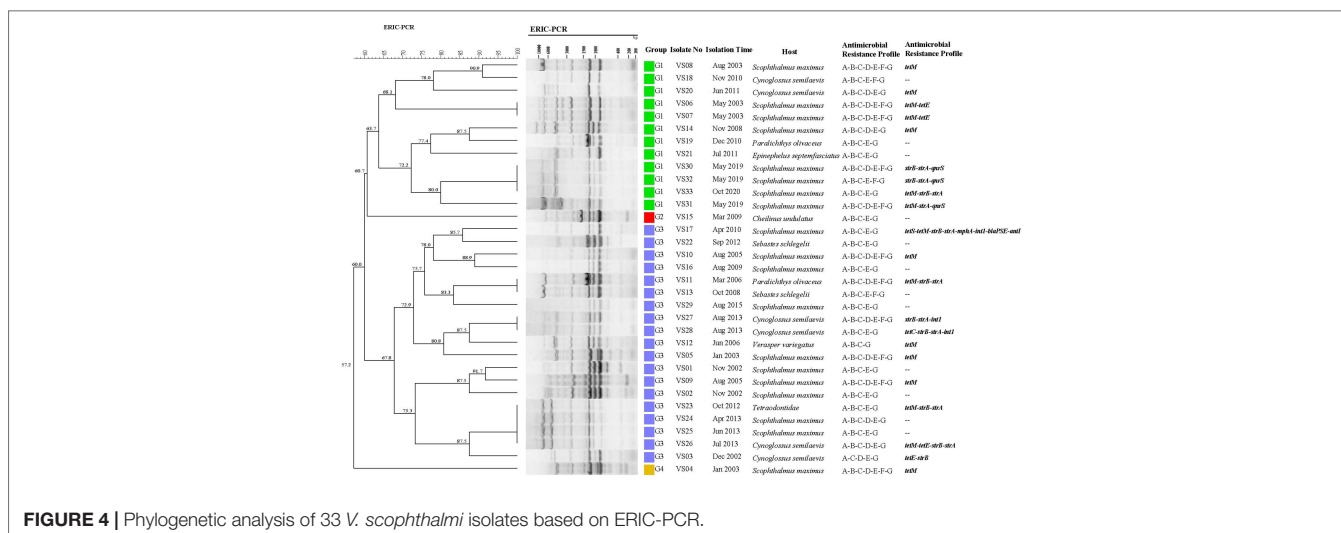 ERIC-PCR ERIC-PCR
60 65 70 75 80 85 90 95 100
Group Isolate No Isolation Time Host Antimicrobial Resistance Profile Antimicrobial Resistance Profile
G1 VS08 Aug 2003 Scophthalmus maximus A-B-C-D-E-F-G tetM
G1 VS18 Nov 2010 Cynoglossus semilaevis A-B-C-E-F-G --
G1 VS20 Jun 2011 Cynoglossus semilaevis A-B-C-D-E-G tetM
G1 VS06 May 2003 Scophthalmus maximus A-B-C-D-E-F-G tetM-tetE
G1 VS07 May 2003 Scophthalmus maximus A-B-C-D-E-F-G tetM-tetE
G1 VS14 Nov 2008 Scophthalmus maximus A-B-C-D-E-G tetM
G1 VS19 Dec 2010 Paralichthys olivaceus A-B-C-E-G --
G1 VS21 Jul 2011 Epinephelus septemfasciatus A-B-C-E-G --
G1 VS30 May 2019 Scophthalmus maximus A-B-C-D-E-F-G strB-strA-qnrS
G1 VS32 May 2019 Scophthalmus maximus A-B-C-E-F-G strB-strA-qnrS
G1 VS33 Oct 2020 Scophthalmus maximus A-B-C-E-G tetM-strB-strA
G1 VS31 May 2019 Scophthalmus maximus A-B-C-D-E-F-G tetM-strA-qnrS
G2 VS15 Mar 2009 Cheilinus undulatus A-B-C-E-G --
G3 VS17 Apr 2010 Scophthalmus maximus A-B-C-E-G
G3 VS22 Sep 2012 Sebastes schlegelii A-B-C-E-G --
G3 VS10 Aug 2005 Scophthalmus maximus A-B-C-D-E-F-G tetM
G3 VS16 Aug 2009 Scophthalmus maximus A-B-C-E-G --
G3 VS11 Mar 2006 Paralichthys olivaceus A-B-C-D-E-F-G tetM-strB-strA
G3 VS13 Oct 2008 Sebastes schlegelii A-B-C-E-F-G --
G3 VS29 Aug 2015 Scophthalmus maximus A-B-C-E-G --
G3 VS27 Aug 2013 Cynoglossus semilaevis A-B-C-D-E-F-G strB-strA-int1
G3 VS28 Aug 2013 Cynoglossus semilaevis A-B-C-E-G tetC-strB-strA-int1
G3 VS12 Jun 2006 Verasper variegatus A-B-C-G tetM
G3 VS05 Jan 2003 Scophthalmus maximus A-B-C-D-E-F-G tetM
G3 VS01 Nov 2002 Scophthalmus maximus A-B-C-E-G --
G3 VS09 Aug 2005 Scophthalmus maximus A-B-C-D-E-F-G tetM
G3 VS02 Nov 2002 Scophthalmus maximus A-B-C-E-G --
G3 VS23 Oct 2012 Tetraodontidae A-B-C-E-G tetM-strB-strA
G3 VS24 Apr 2013 Scophthalmus maximus A-B-C-D-E-G --
G3 VS25 Jun 2013 Scophthalmus maximus A-B-C-E-G --
G3 VS26 Jul 2013 Cynoglossus semilaevis A-B-C-D-E-G tetM-tetE-strB-strA
G3 VS03 Dec 2002 Cynoglossus semilaevis A-C-D-E-G tetE-strB
G4 VS04 Jan 2003 Scophthalmus maximus A-B-C-D-E-F-G tetM
FIGURE 4 | Phylogenetic analysis of 33 V. scophthalmi isolates based on ERIC-PCR.